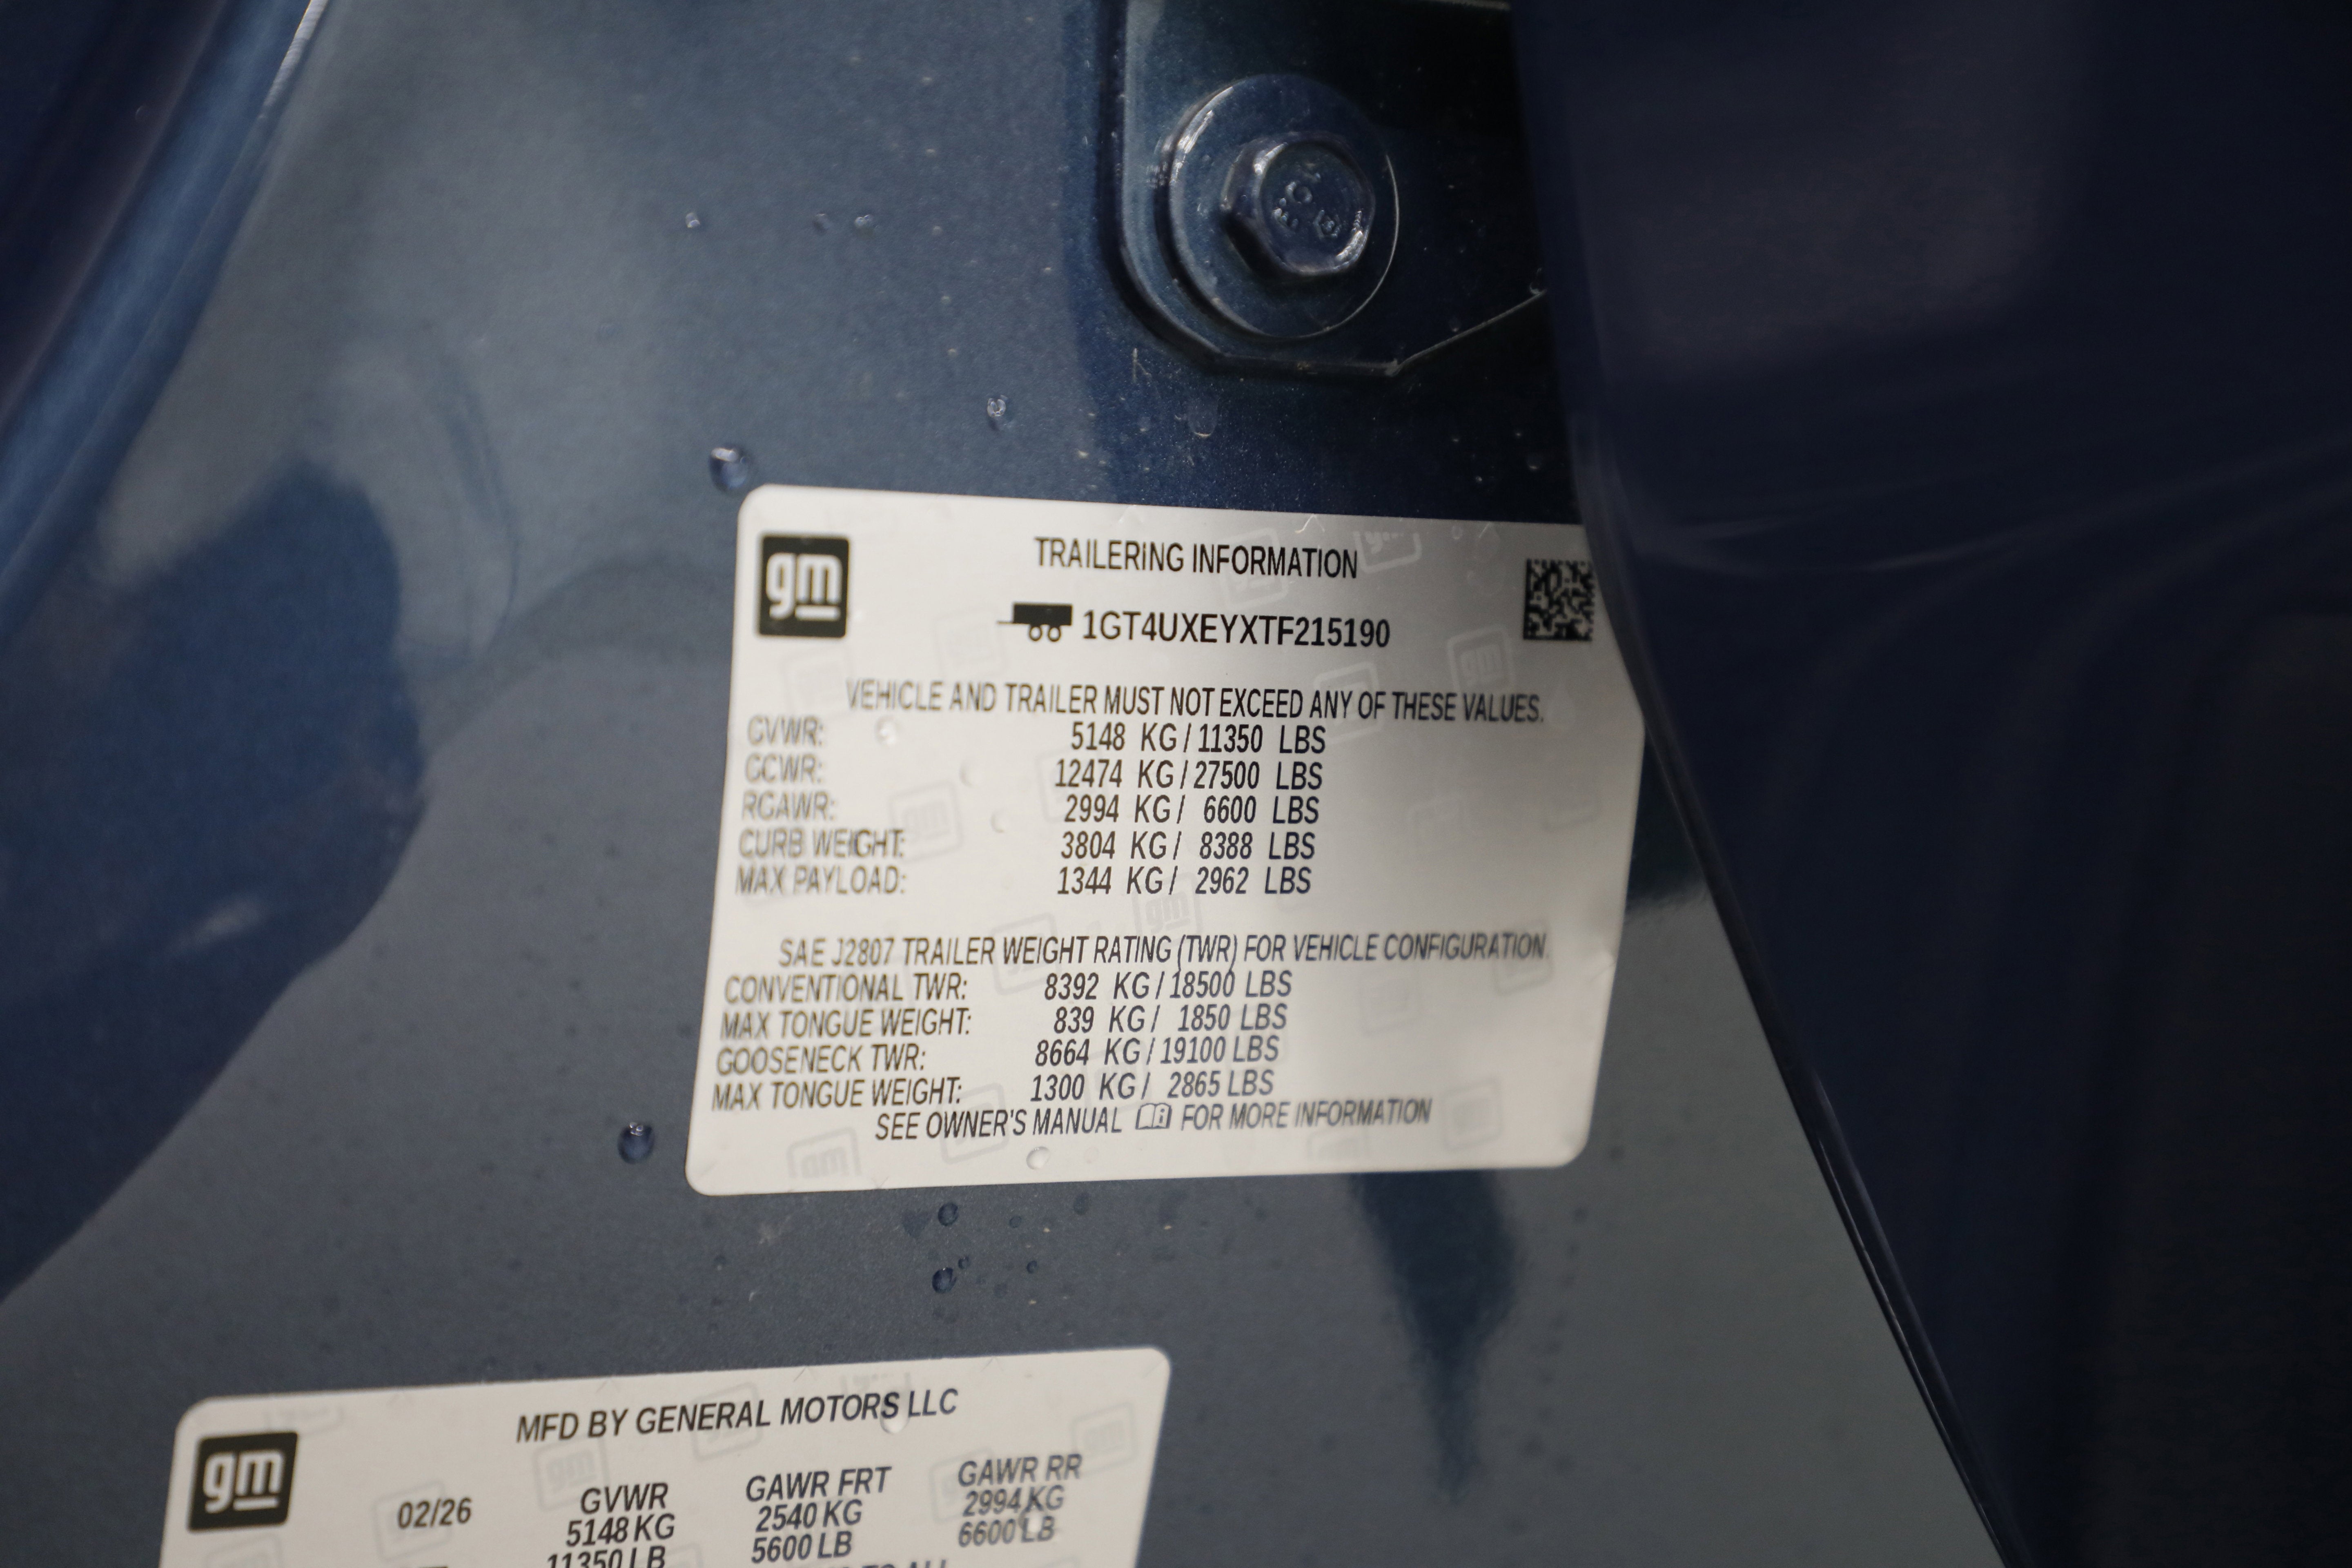 gm
TRAILERING INFORMATION
1GT4UXEYXTF215190
VEHICLE AND TRAILER MUST NOT EXCEED ANY OF THESE VALUES.
GVWR: 5148 KG / 11350 LBS
GCWR: 12474 KG / 27500 LBS
RGAWR: 2994 KG / 6600 LBS
CURB WEIGHT: 3804 KG / 8388 LBS
MAX PAYLOAD: 1344 KG / 2962 LBS
SAE J2807 TRAILER WEIGHT RATING (TWR) FOR VEHICLE CONFIGURATION.
CONVENTIONAL TWR: 8392 KG / 18500 LBS
MAX TONGUE WEIGHT: 839 KG / 1850 LBS
GOOSENECK TWR: 8664 KG / 19100 LBS
MAX TONGUE WEIGHT: 1300 KG / 2865 LBS
SEE OWNER'S MANUAL FOR MORE INFORMATION
gm
MFD BY GENERAL MOTORS LLC
02/26 GVWR GAWR FRT GAWR RR
5148 KG 2540 KG 2994 KG
11350 LB 5600 LB 6600 LB